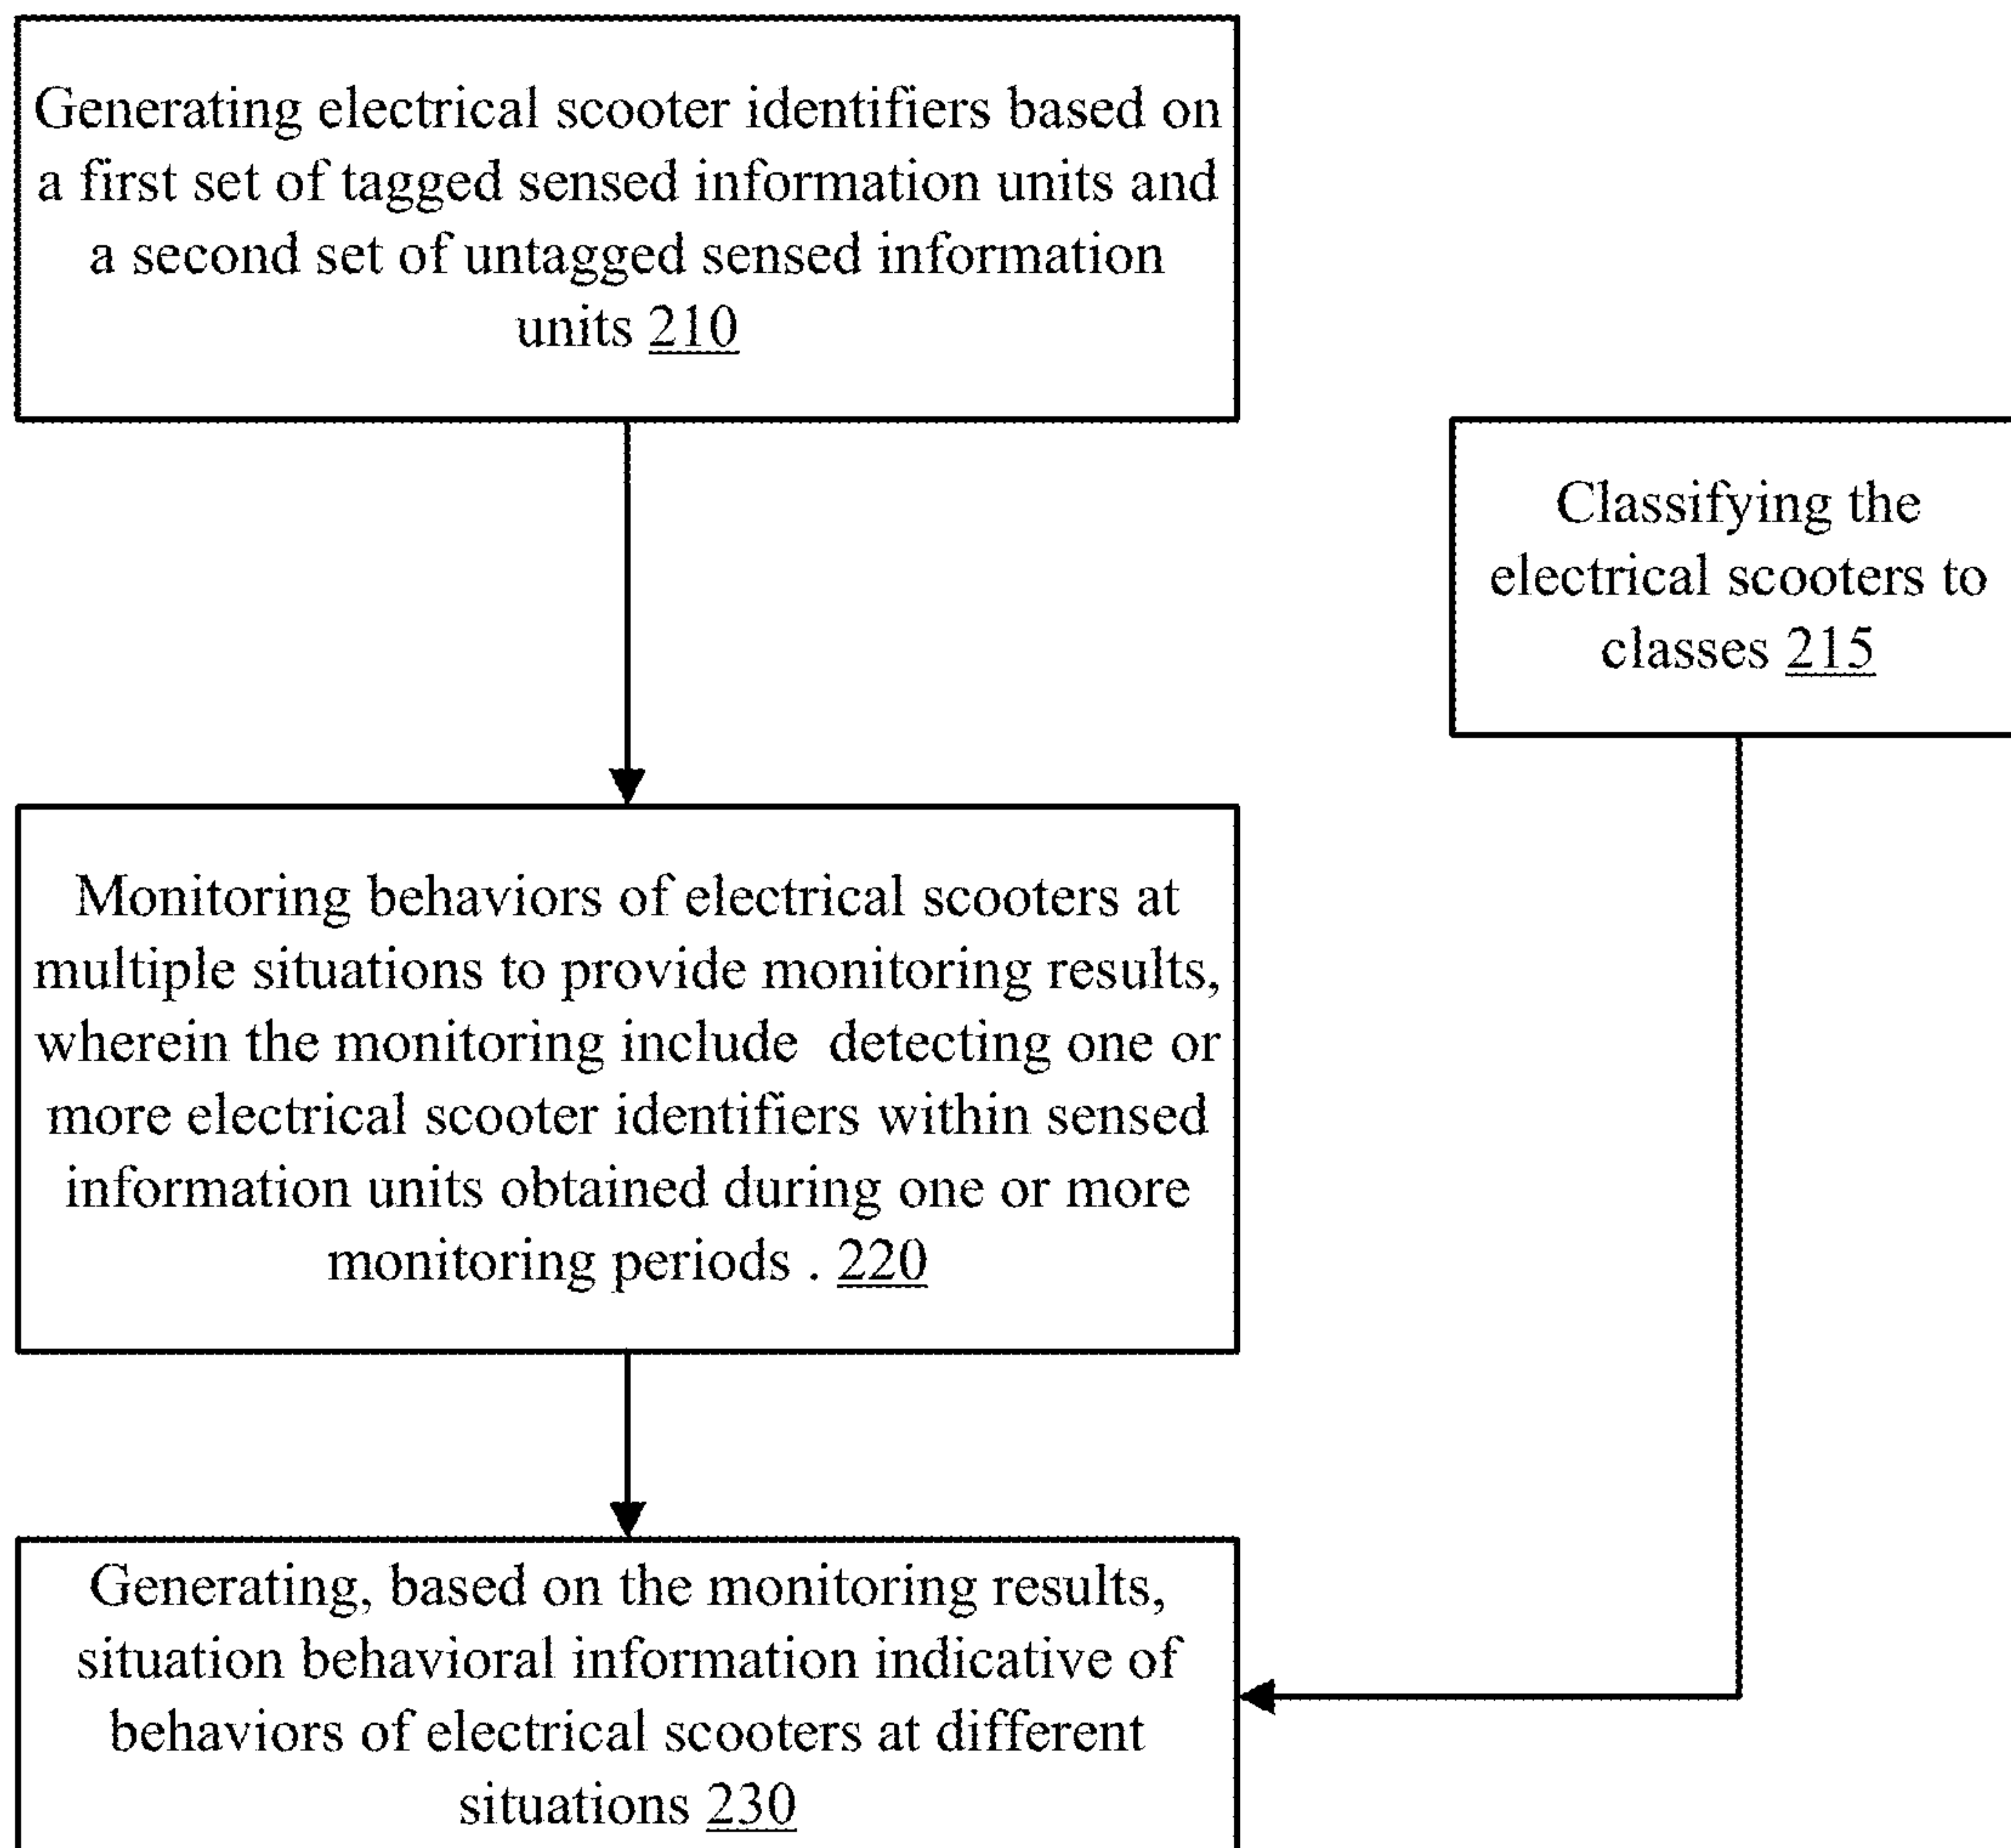 Generating electrical scooter identifiers based on
a first set of tagged sensed information units and
a second set of untagged sensed information
units 210
Classifying the
electrical scooters to
classes 215
Monitoring behaviors of electrical scooters at
multiple situations to provide monitoring results,
wherein the monitoring include detecting one or
more electrical scooter identifiers within sensed
information units obtained during one or more
monitoring periods . 220
Generating, based on the monitoring results,
situation behavioral information indicative of
behaviors of electrical scooters at different
situations 230